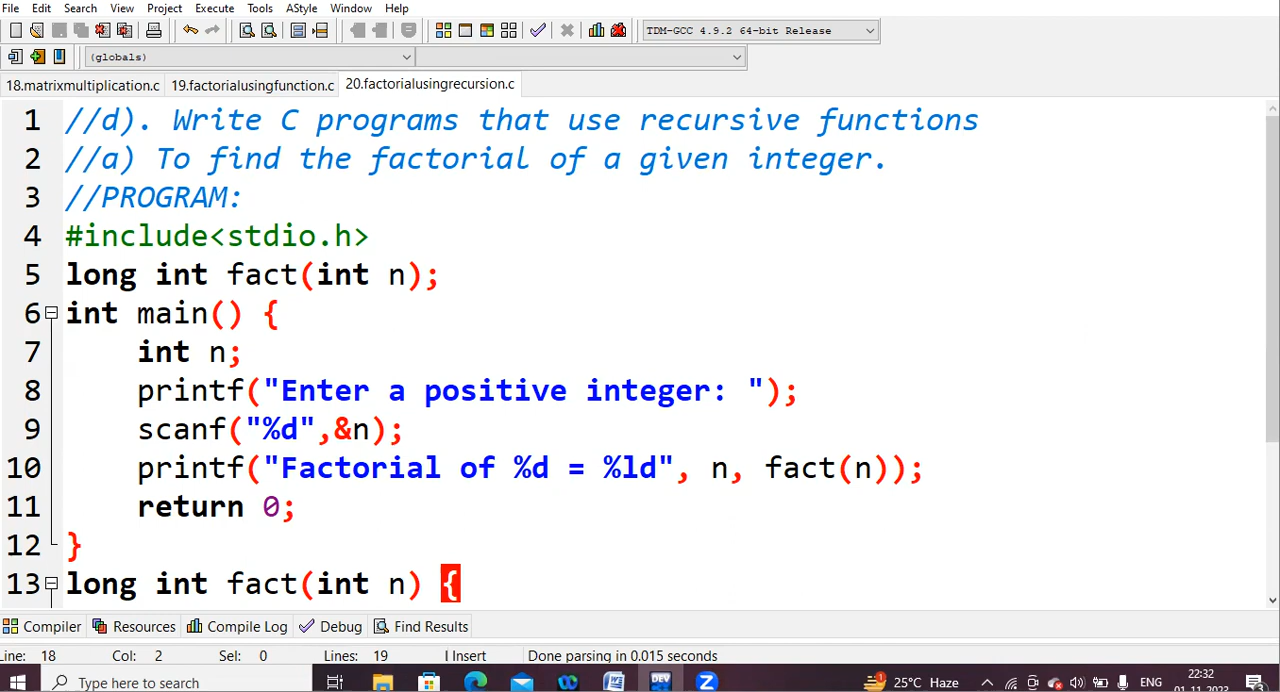 File Edit Search View Project Execute Tools AStyle Window Help
TDM-GCC 4.9.2 64-bit Release
(globals)
18.matrixmultiplication.c 19.factorialusingfunction.c 20.factorialusingrecursion.c
1 //d). Write C programs that use recursive functions
2 //a) To find the factorial of a given integer.
3 //PROGRAM:
4 #include<stdio.h>
5 long int fact(int n);
6 int main() {
7 int n;
8 printf("Enter a positive integer: ");
9 scanf("%d",&n);
10 printf("Factorial of %d = %ld", n, fact(n));
11 return 0;
12 }
13 long int fact(int n) {
Compiler Resources Compile Log Debug Find Results
Line: 18 Col: 2 Sel: 0 Lines: 19 Insert Done parsing in 0.015 seconds
Type here to search DEV 25°C Haze ENG 22:32
01-11-2023